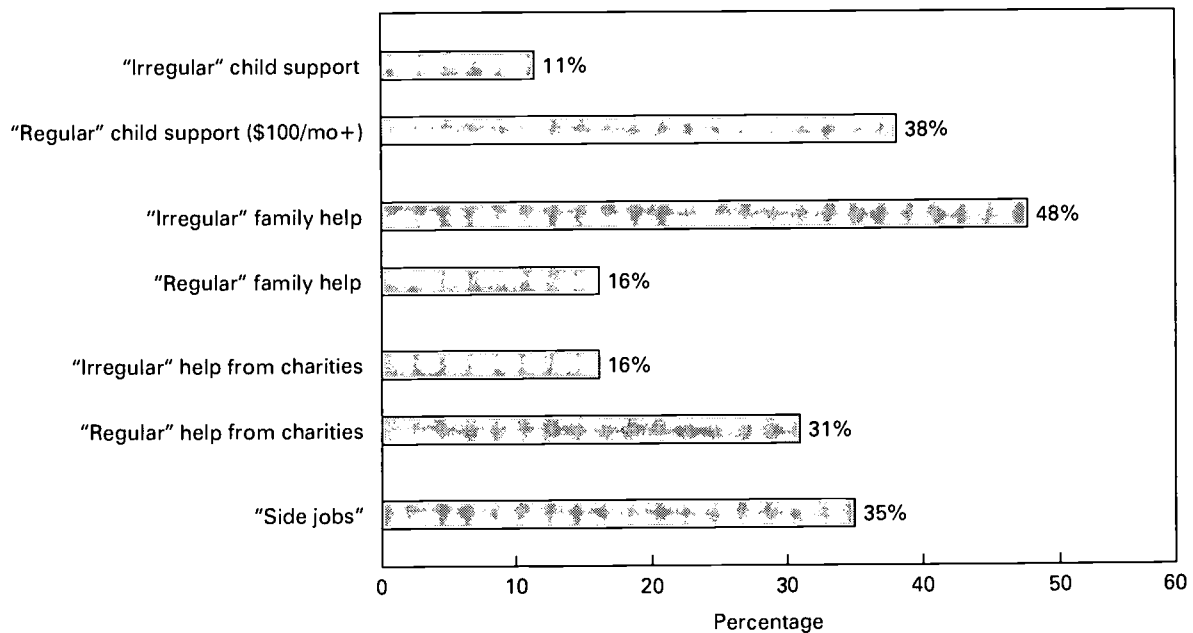 "Irregular" child support 11%
"Regular" child support ($100/mo+) 38%
"Irregular" family help 48%
"Regular" family help 16%
"Irregular" help from charities 16%
"Regular" help from charities 31%
"Side jobs" 35%
0 10 20 30 40 50 60
Percentage